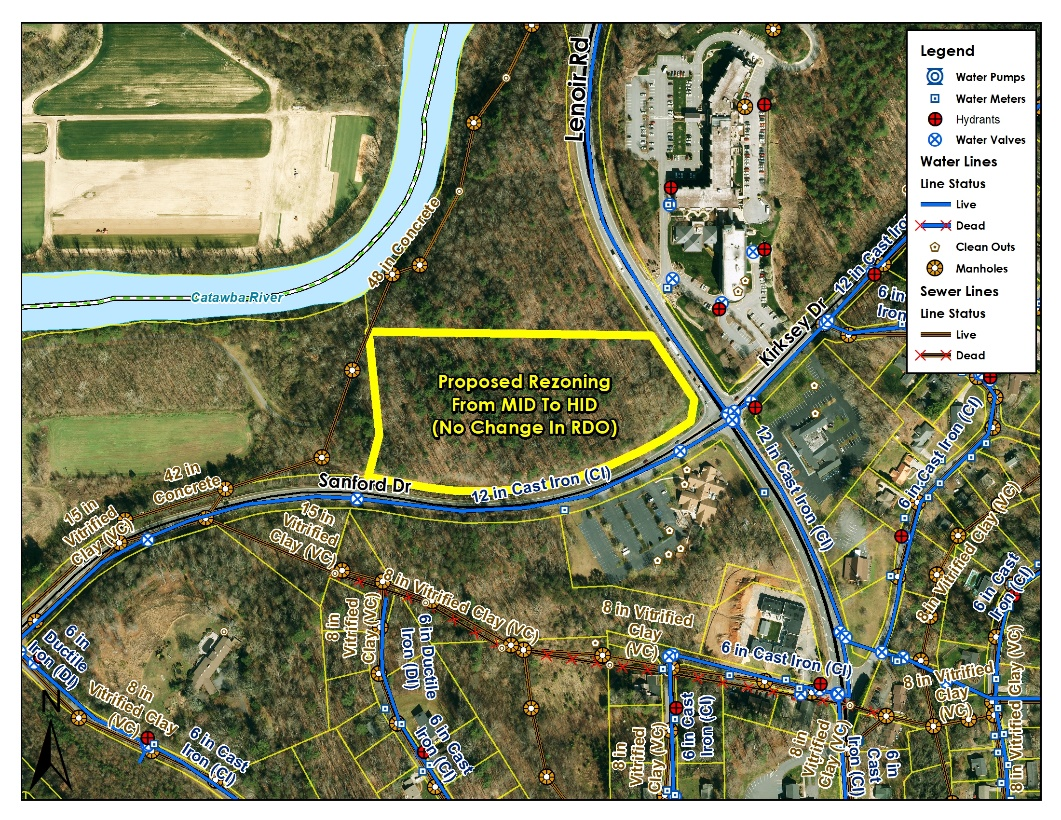 Lenoir Rd
Legend
Water Pumps
Water Meters
Hydrants
Water Valves
Water Lines
Line Status
Live
Dead
Clean Outs
Manholes
Sewer Lines
Line Status
Live
Dead
48 in Concrete
Catawba River
12 in Cast Iro
6 in
Iron
Kirksey Dr
Proposed Rezoning
From MID To HID
(No Change In RDO)
12 in Cast Iron (CI)
6 in Cast Iron (CI)
42 in
Concrete
Sanford Dr
12 in Cast Iron (CI)
15 in
Vitrified
Clay (VC)
15 in
Vitrified
Clay (VC)
8 in Vitrified Clay (VC)
6 in Cast
Iron (CI)
8 in Vitrified Clay (VC)
8 in
Vitrified
Clay (VC)
6 in Ductile
Iron (DI)
8 in Vitrified
Clay
(VC)
6 in Cast Iron (CI)
6 in
Ductile
Iron (DI)
8 in
Vitrified Clay
(VC)
6 in Cast
Iron (CI)
6 in Cast
Iron (CI)
8 in
Vitrified
Clay (VC)
6 in Cast
Iron (CI)
8 in
Vitrified
Clay (VC)
6 in
Cast
Iron (CI)
8 in Vitrified
Clay
(VC)
8 in Vitrified Clay (VC)
N